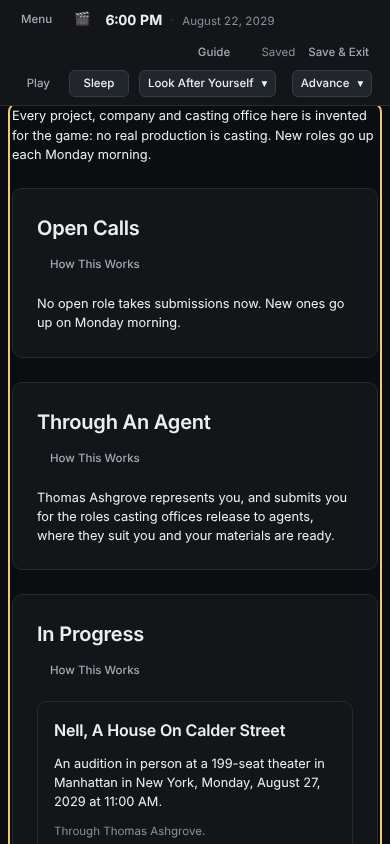 Menu 🎬 6:00 PM · August 22, 2029
Guide Saved Save & Exit
Play Sleep Look After Yourself ▾ Advance ▾
Every project, company and casting office here is invented
for the game: no real production is casting. New roles go up
each Monday morning.
Open Calls
How This Works
No open role takes submissions now. New ones go
up on Monday morning.
Through An Agent
How This Works
Thomas Ashgrove represents you, and submits you
for the roles casting offices release to agents,
where they suit you and your materials are ready.
In Progress
How This Works
Nell, A House On Calder Street
An audition in person at a 199-seat theater in
Manhattan in New York, Monday, August 27,
2029 at 11:00 AM.
Through Thomas Ashgrove.